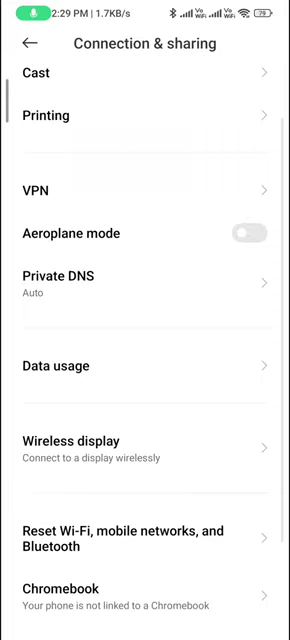 2:29 PM | 1.7KB/s Vo WiFi Vo WiFi 79
Connection & sharing
Cast
Printing
VPN
Aeroplane mode
Private DNS
Auto
Data usage
Wireless display
Connect to a display wirelessly
Reset Wi-Fi, mobile networks, and
Bluetooth
Chromebook
Your phone is not linked to a Chromebook